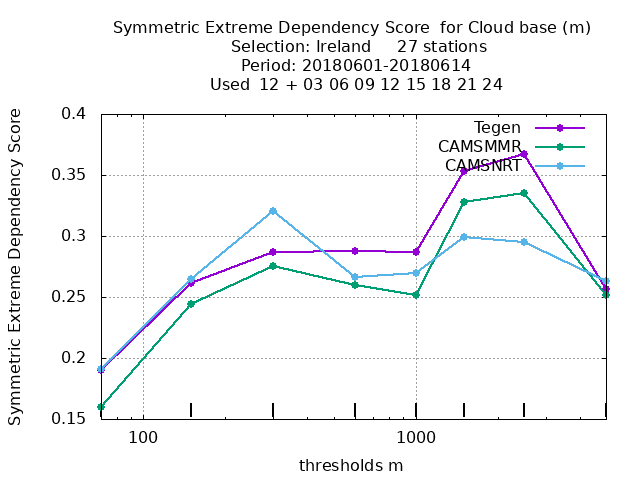 Symmetric Extreme Dependency Score  for Cloud base (m)
Selection: Ireland     27 stations
Period: 20180601-20180614
Used  12 + 03 06 09 12 15 18 21 24
Symmetric Extreme Dependency Score
0.4
0.35
0.3
0.25
0.2
0.15
Tegen
CAMSMMR
CAMSNRT
100
1000
thresholds m